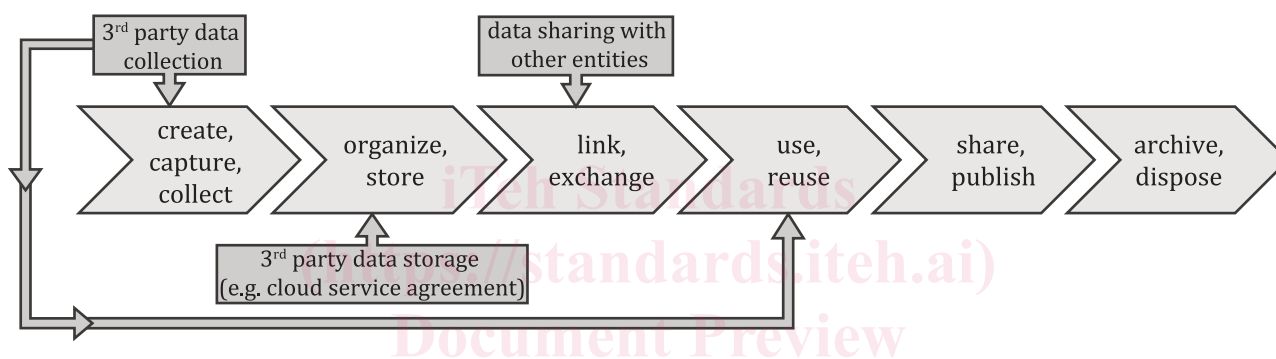 3rd party data
collection
data sharing with
other entities
create,
capture,
collect
organize,
store
link,
exchange
use,
reuse
share,
publish
archive,
dispose
3rd party data storage
(e.g. cloud service agreement)
iTeh Standards
(https://standards.iteh.ai)
Document Preview